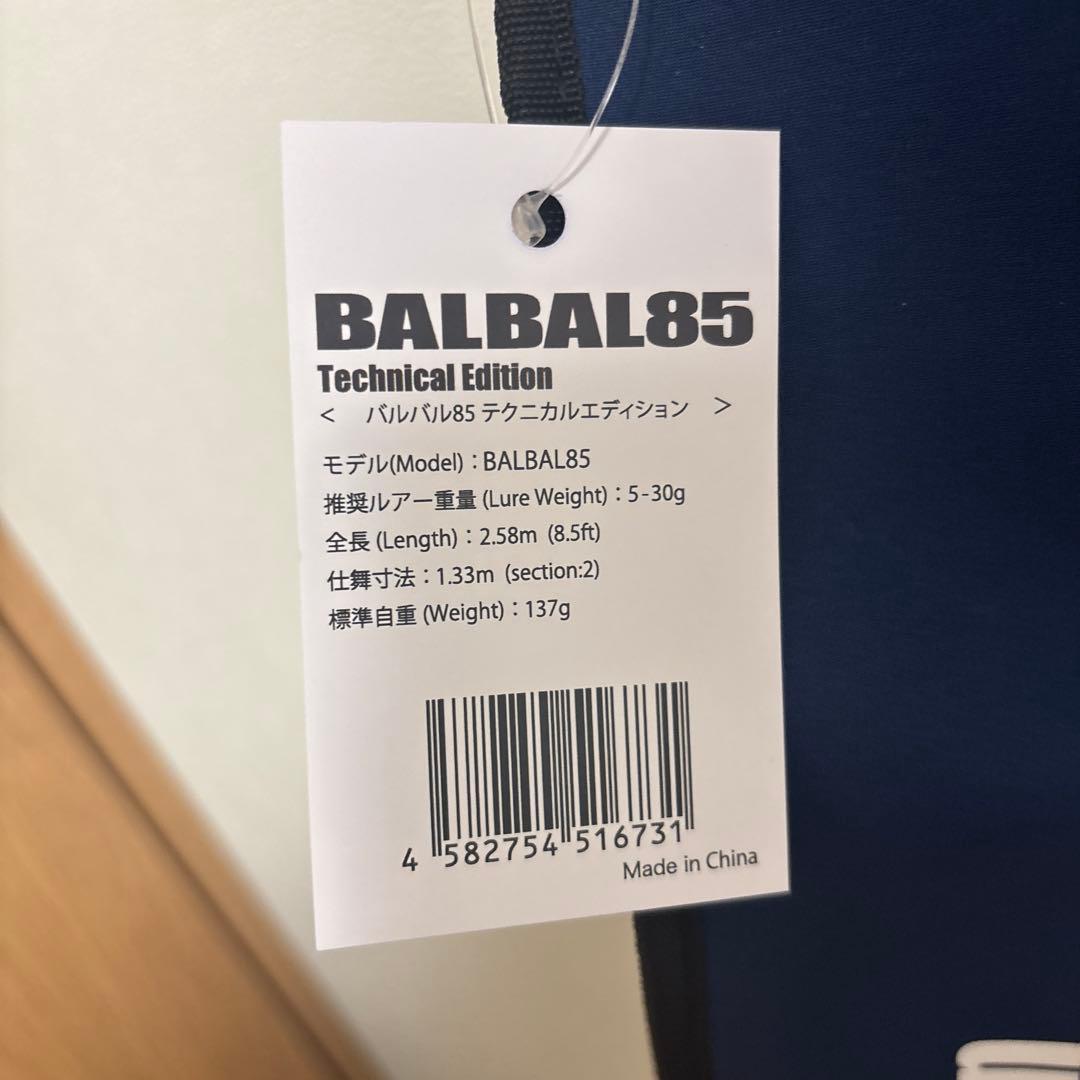 BALBAL85
Technical Edition
< バルバル85 テクニカルエディション >
モデル(Model)：BALBAL85
推奨ルアー重量 (Lure Weight)：5-30g
全長 (Length)：2.58m (8.5ft)
仕舞寸法：1.33m (section:2)
標準自重 (Weight)：137g
4 582754 516731
Made in China